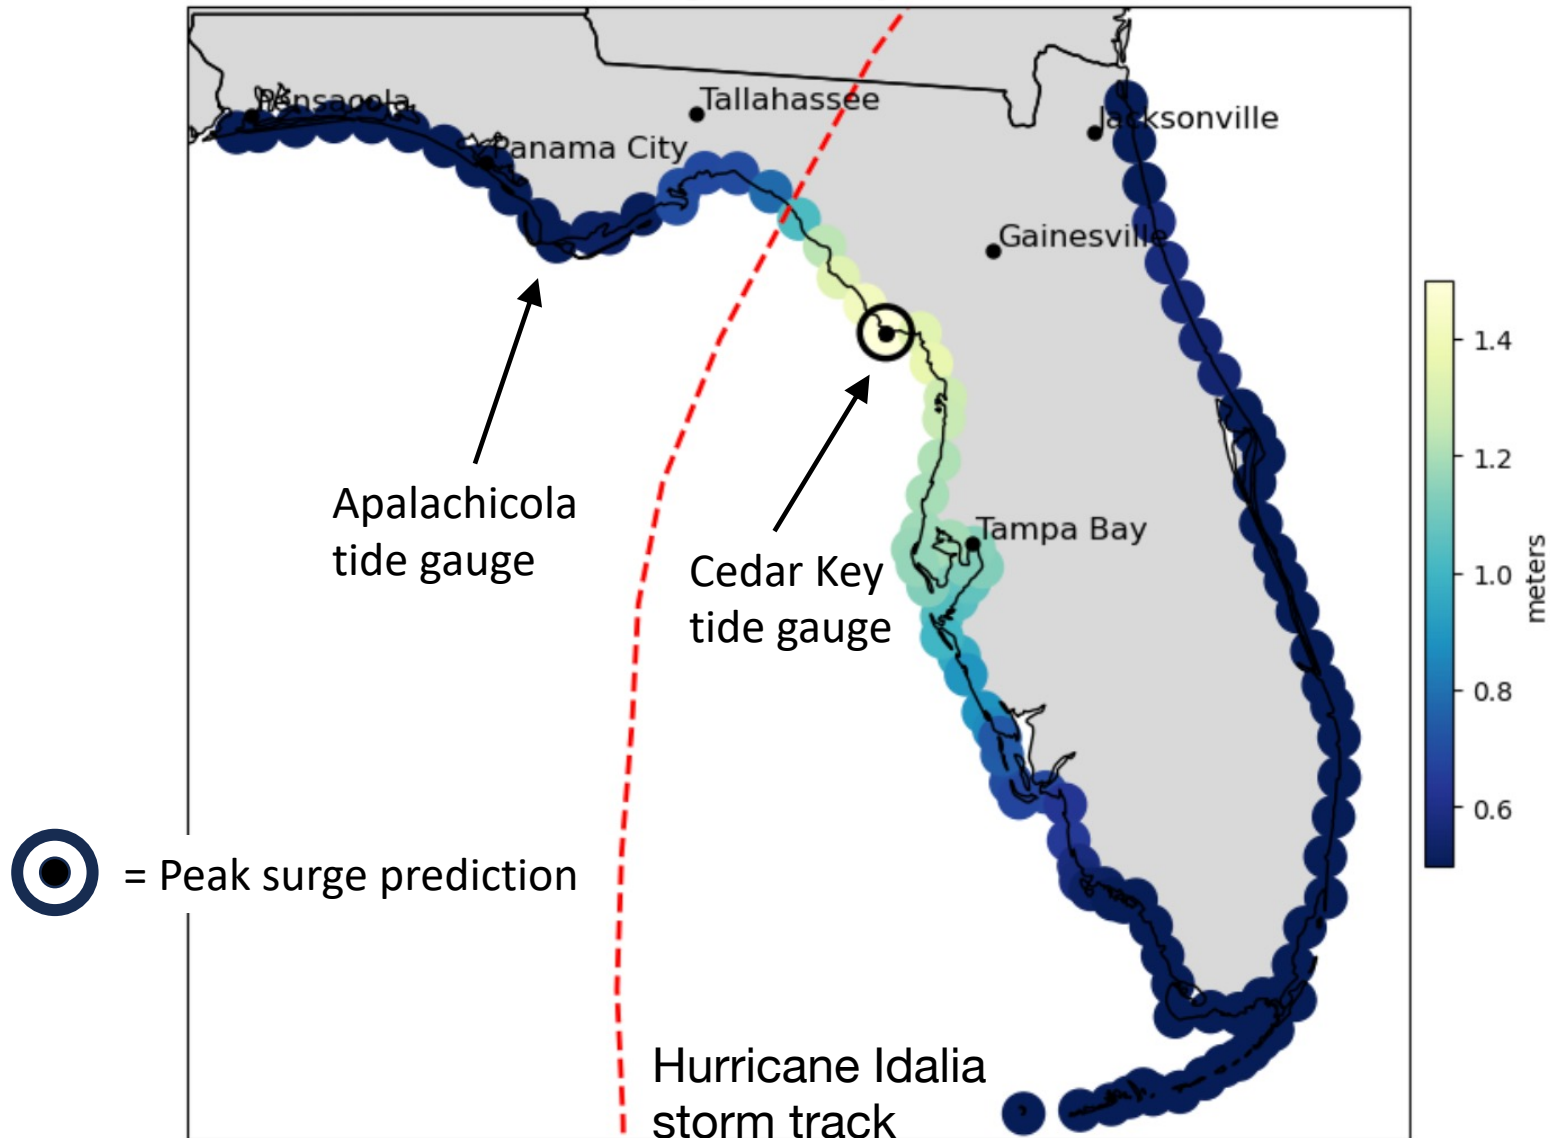 Pensacola
Tallahassee
Jacksonville
Panama City
Gainesville
Apalachicola
tide gauge
Cedar Key
tide gauge
Tampa Bay
1.4
1.2
1.0
0.8
0.6
meters
= Peak surge prediction
Hurricane Idalia
storm track